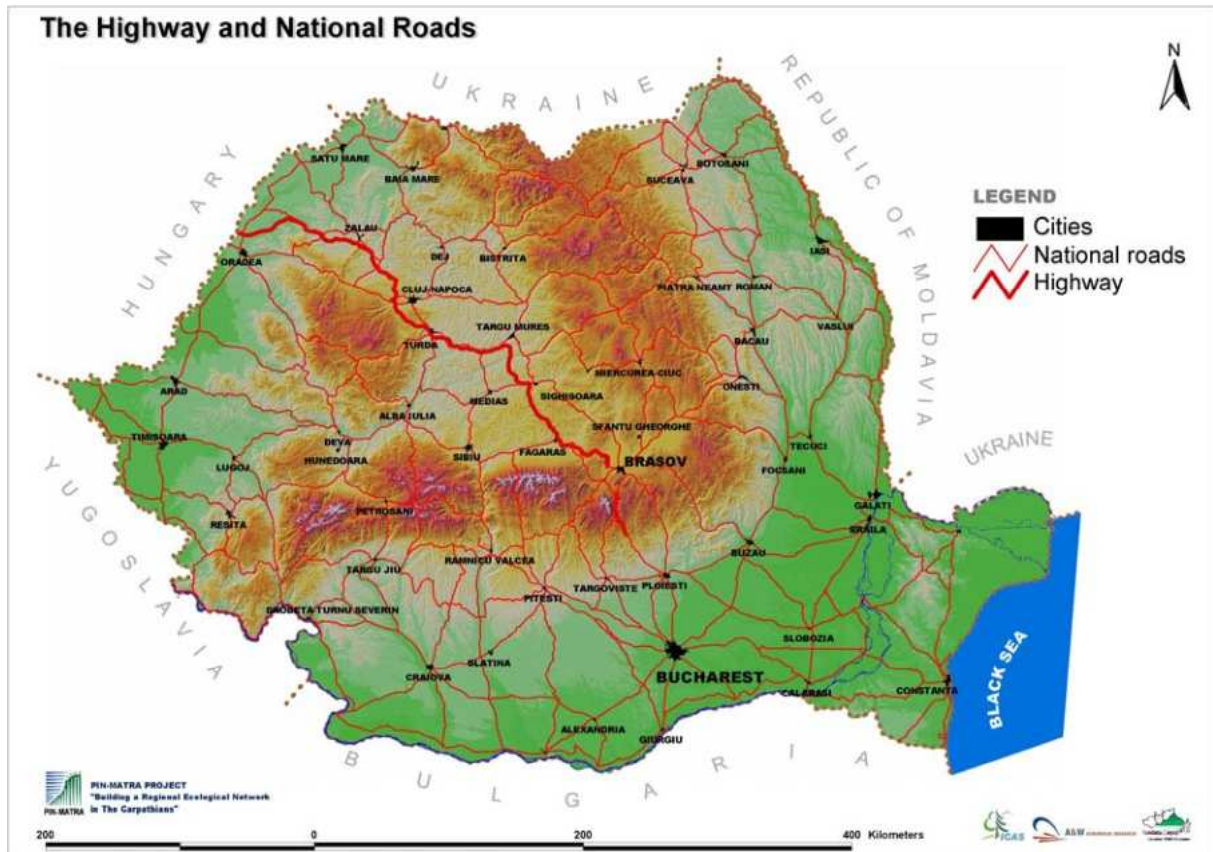 The Highway and National Roads
N
UKRAINE
REPUBLIC OF MOLDAVIA
HUNGARY
LEGEND
Cities
National roads
Highway
SATU MARE
BAIA MARE
SUCEAVA
BOTOSANI
ZALAU
ORADEA
DEJ
BISTRITA
IASI
CLUJ-NAPOCA
PIATRA NEAMT
ROMAN
TARGU MURES
TURDA
BACAU
VASLUI
MIERCUREA-CIUC
ARAD
SIGHISOARA
ONESTI
MEDIAS
ALBA IULIA
SFANTU GHEORGHE
TIMISOARA
DEVA
HUNEDOARA
SIBIU
FAGARAS
BRASOV
TECUCI
FOCSANI
UKRAINE
LUGOJ
YUGOSLAVIA
RESITA
PETROSANI
GALATI
BRAILA
TARGU JIU
RAMNICU VALCEA
BUZAU
TARGOVISTE
PLOIESTI
PITESTI
DROBETA TURNU SEVERIN
SLOBOZIA
SLATINA
CRAIOVA
BUCHAREST
CALARASI
CONSTANTA
BLACK SEA
ALEXANDRIA
GIURGIU
BULGARIA
PIN-MATRA
PIN-MATRA PROJECT
"Building a Regional Ecological Network
in The Carpathians"
200 0 200 400 Kilometers
ICAS
A&W